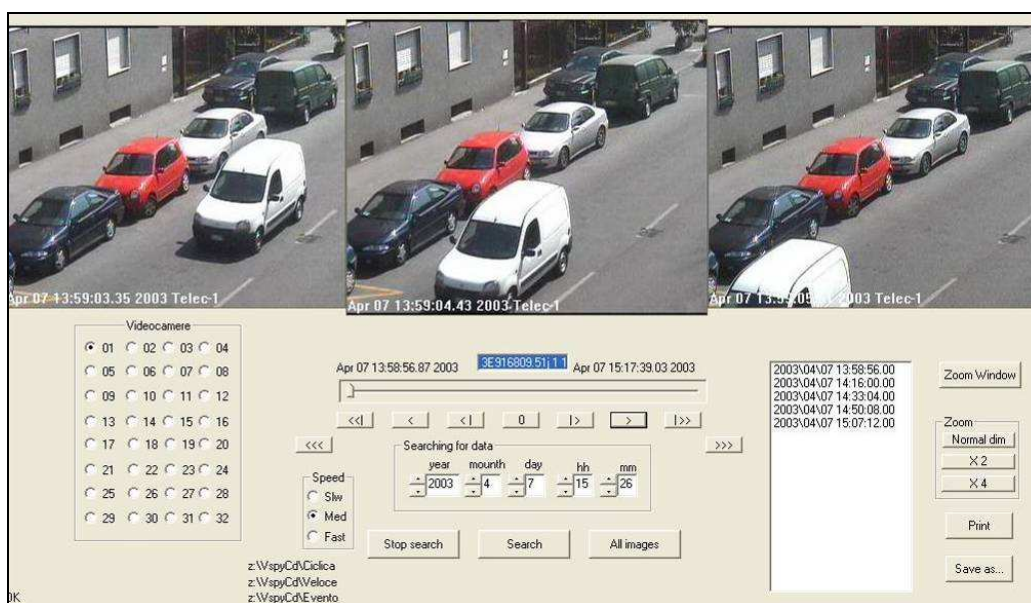 Apr 07 13:59:03.35 2003 Telec-1
Apr 07 13:59:04.43 2003 Telec-1
Apr 07 13:59:05. 2003 Telec-1
Videocamere
01 02 03 04
05 06 07 08
09 10 11 12
13 14 15 16
17 18 19 20
21 22 23 24
25 26 27 28
29 30 31 32
Apr 07 13:58:56.87 2003
3E916809.51j 1 1
Apr 07 15:17:39.03 2003
<<| < <| 0 |> > |>>
<<<
>>>
Searching for data
year mounth day hh mm
2003 4 7 15 26
Speed
Slw
Med
Fast
Stop search
Search
All images
z:\VspyCd\Ciclica
z:\VspyCd\Veloce
z:\VspyCd\Evento
2003\04\07 13:58:56.00
2003\04\07 14:16:00.00
2003\04\07 14:33:04.00
2003\04\07 14:50:08.00
2003\04\07 15:07:12.00
Zoom Window
Zoom
Normal dim
X 2
X 4
Print
Save as...
OK